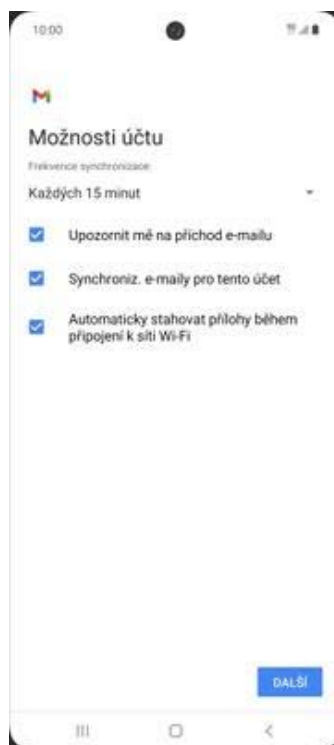 10:00
Možnosti účtu
Frekvence synchronizace
Každých 15 minut
Upozornit mě na příchod e-mailu
Synchroniz. e-maily pro tento účet
Automaticky stahovat přílohy během
připojení k síti Wi-Fi
DALŠÍ